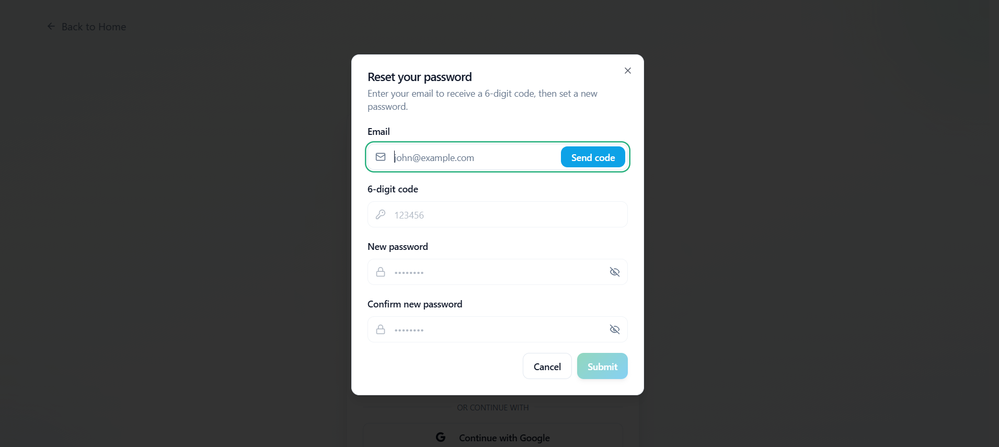 Back to Home
Reset your password
Enter your email to receive a 6-digit code, then set a new
password.
Email
john@example.com
Send code
6-digit code
123456
New password
••••••••
Confirm new password
••••••••
Cancel
Submit
OR CONTINUE WITH
Continue with Google